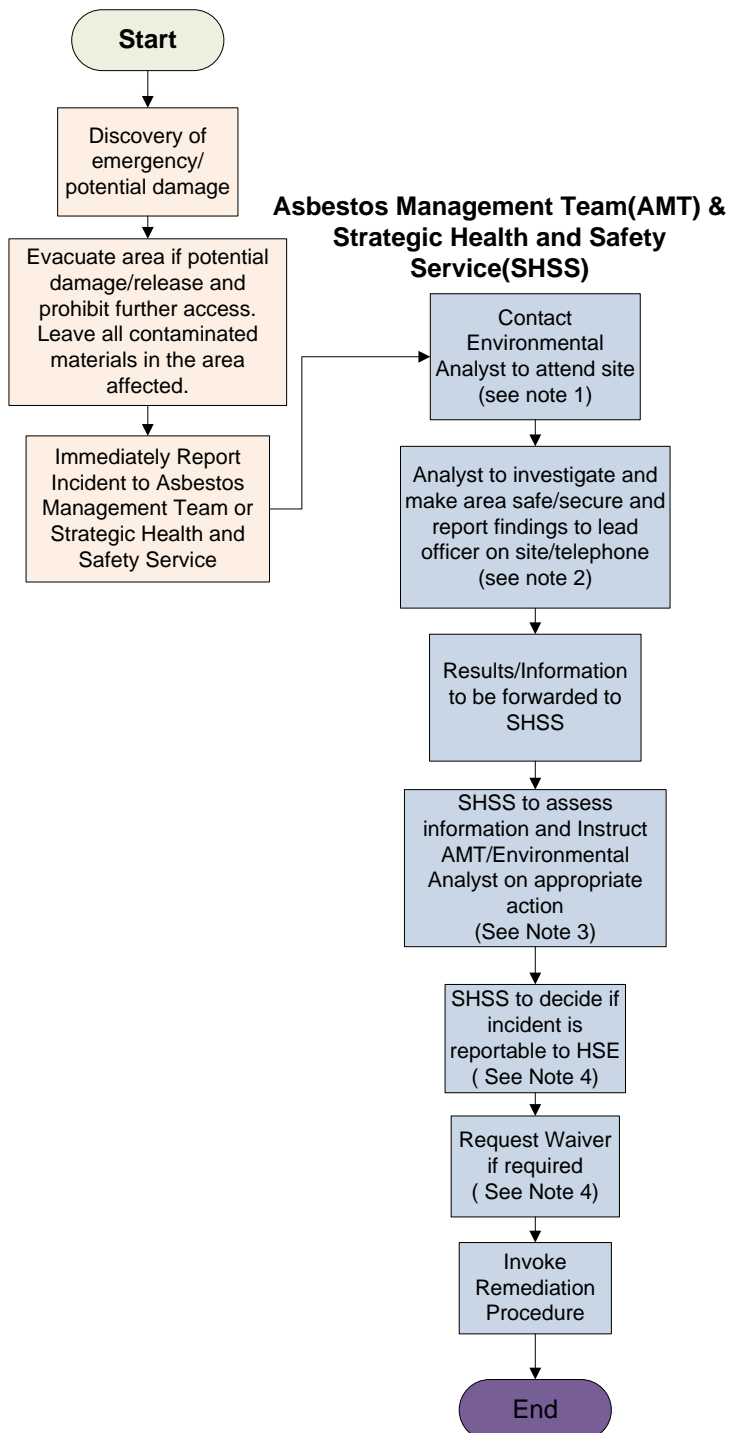 Start
Discovery of
emergency/
potential damage
Evacuate area if potential
damage/release and
prohibit further access.
Leave all contaminated
materials in the area
affected.
Immediately Report
Incident to Asbestos
Management Team or
Strategic Health and
Safety Service
Asbestos Management Team(AMT) &
Strategic Health and Safety
Service(SHSS)
Contact
Environmental
Analyst to attend site
(see note 1)
Analyst to investigate and
make area safe/secure and
report findings to lead
officer on site/telephone
(see note 2)
Results/Information
to be forwarded to
SHSS
SHSS to assess
information and Instruct
AMT/Environmental
Analyst on appropriate
action
(See Note 3)
SHSS to decide if
incident is
reportable to HSE
( See Note 4)
Request Waiver
if required
( See Note 4)
Invoke
Remediation
Procedure
End